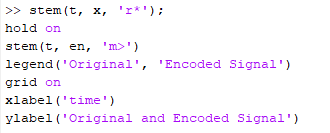 >> stem(t, x, 'r*');
hold on
stem(t, en, 'm>')
legend('Original', 'Encoded Signal')
grid on
xlabel('time')
ylabel('Original and Encoded Signal')